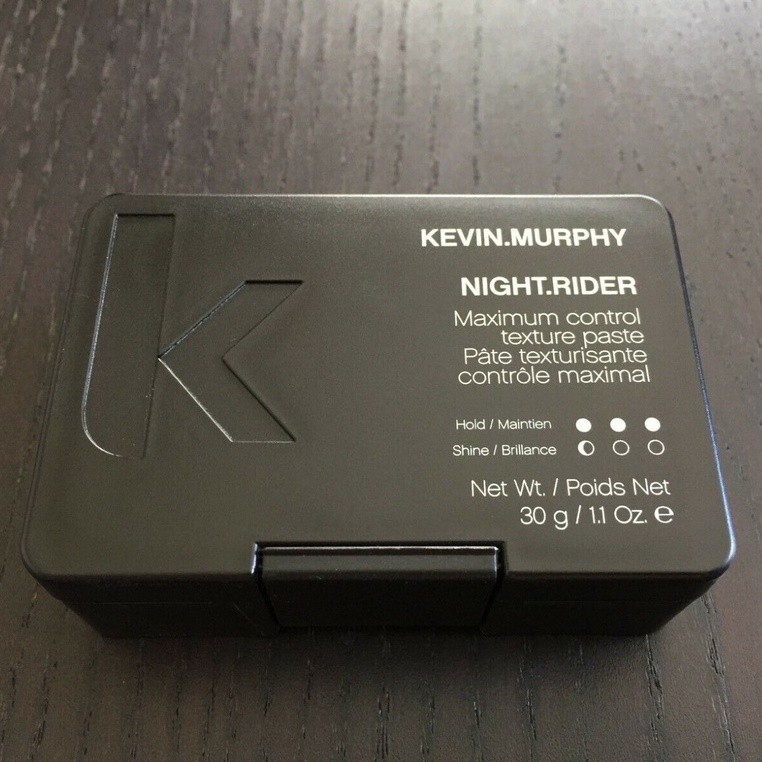 k
KEVIN.MURPHY
NIGHT.RIDER
Maximum control
texture paste
Pâte texturisante
contrôle maximal
Hold / Maintien
Shine / Brillance
Net Wt. / Poids Net
30 g / 1.1 Oz. ℮